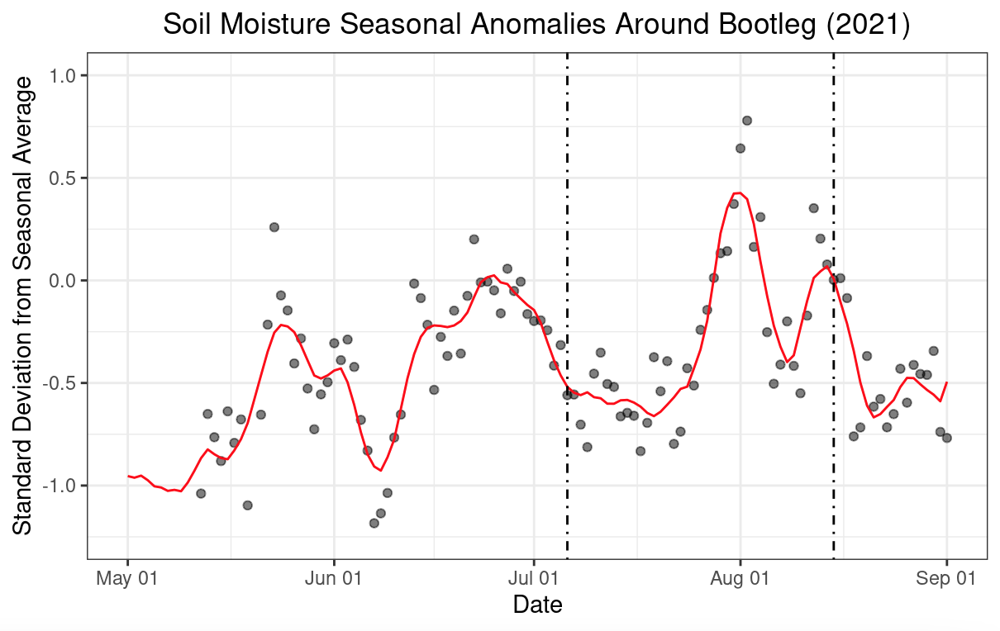 Soil Moisture Seasonal Anomalies Around Bootleg (2021)
Standard Deviation from Seasonal Average
1.0
0.5
0.0
-0.5
-1.0
May 01 Jun 01 Jul 01 Aug 01 Sep 01
Date